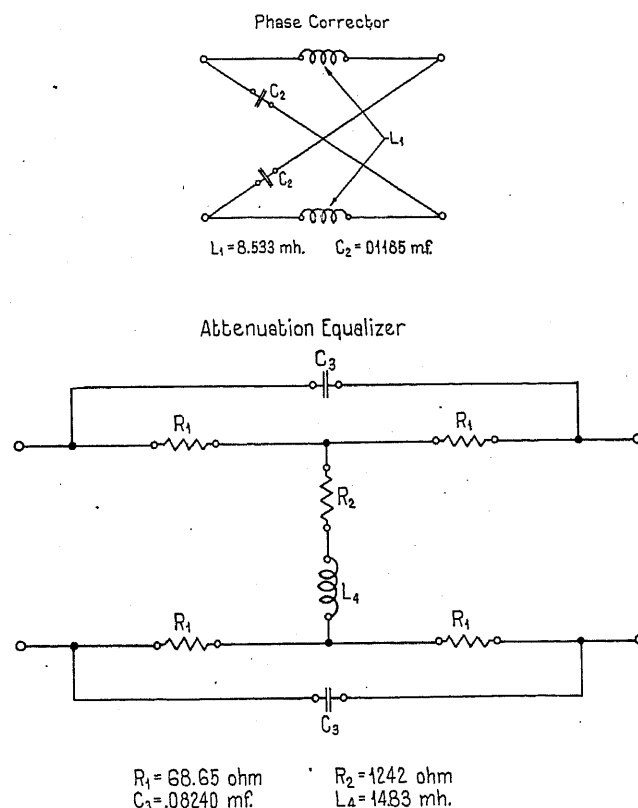 Phase Corrector
C₂
C₂
L₁
L₁ = 8.533 mh. C₂ = .01185 mf.
Attenuation Equalizer
C₃
R₁
R₁
R₂
L₄
R₁
R₁
C₃
R₁ = 68.65 ohm R₂ = 1242 ohm
C₃ = .08240 mf. L₄ = 14.83 mh.